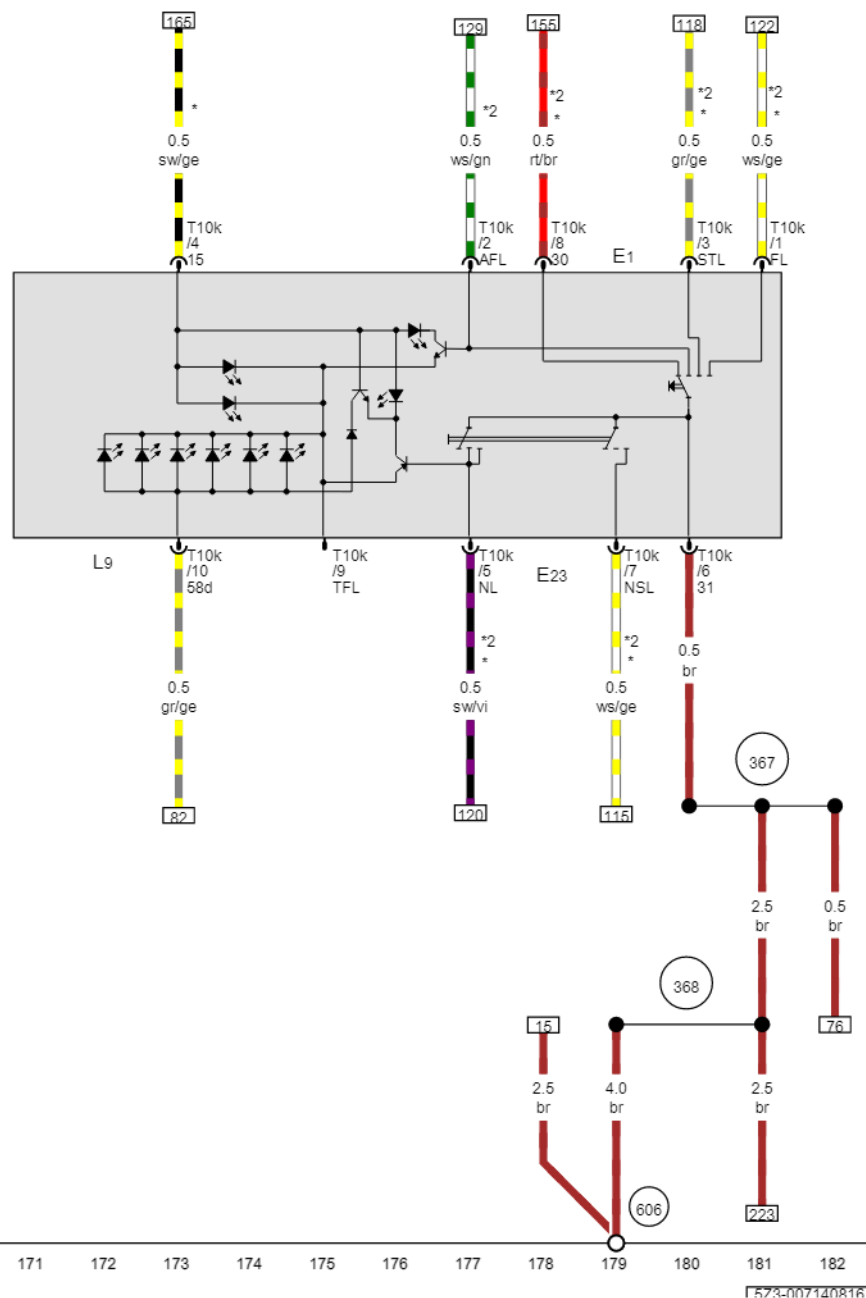 165
129
155
118
122
*
*2
*2
*
*2
*
*2
*
0.5
sw/ge
0.5
ws/gn
0.5
rt/br
0.5
gr/ge
0.5
ws/ge
T10k
/4
15
T10k
/2
AFL
T10k
/8
30
E1
T10k
/3
STL
T10k
/1
FL
L9
T10k
/10
58d
T10k
/9
TFL
T10k
/5
NL
E23
T10k
/7
NSL
T10k
/6
31
*2
*
*2
*
0.5
gr/ge
0.5
sw/vi
0.5
ws/ge
0.5
br
82
120
115
367
2.5
br
0.5
br
368
15
76
2.5
br
4.0
br
2.5
br
606
223
171 172 173 174 175 176 177 178 179 180 181 182
573-007140816